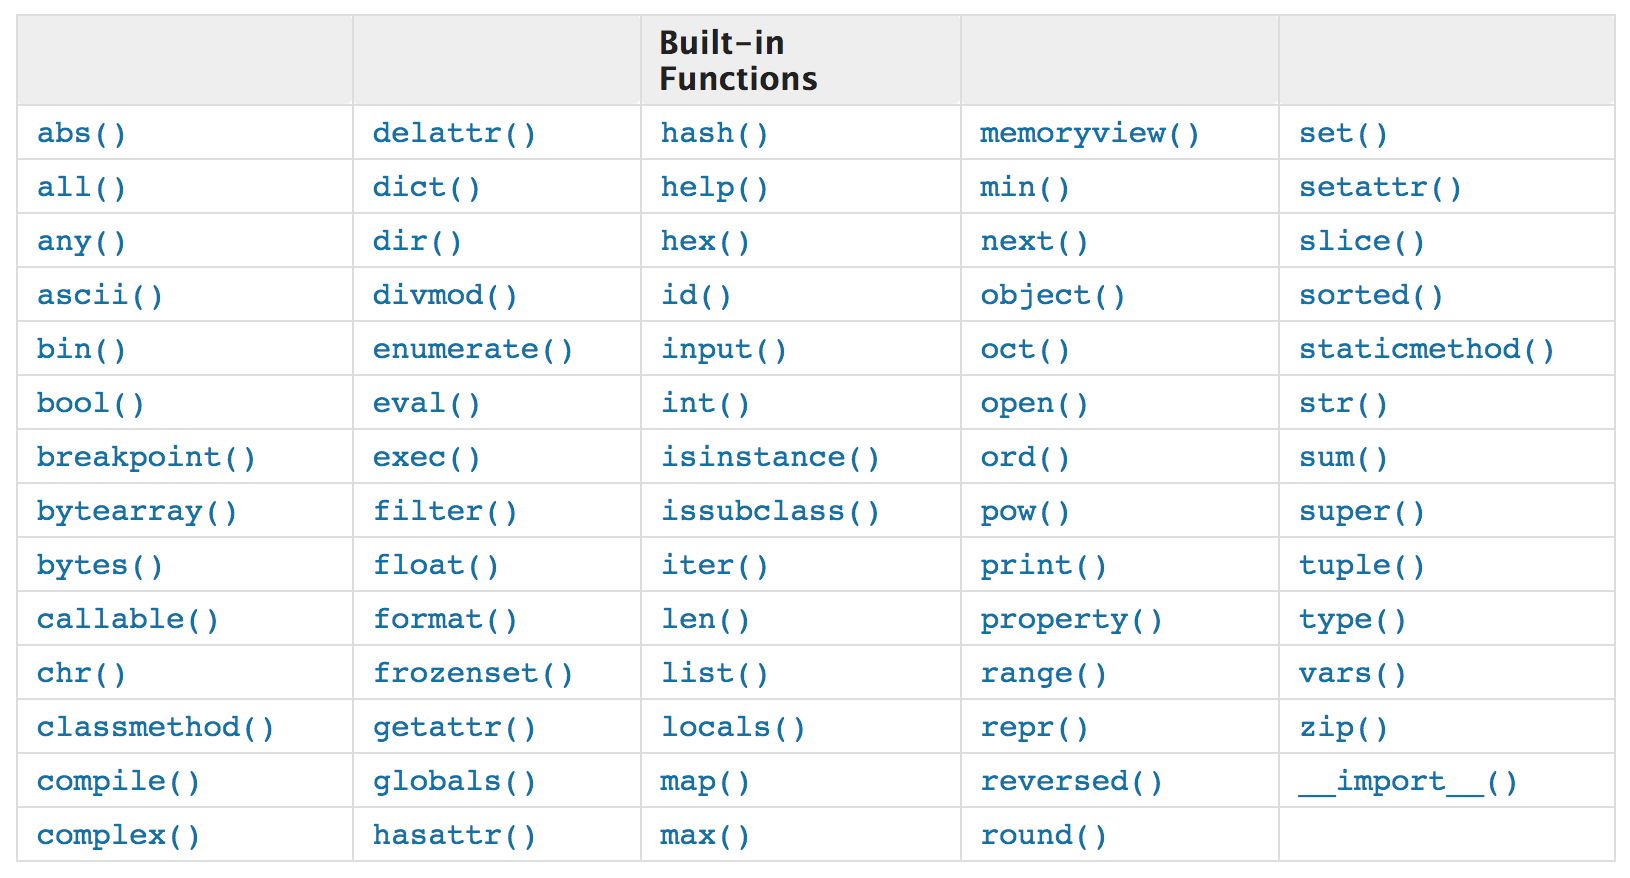 Built-in
Functions
abs() delattr() hash() memoryview() set()
all() dict() help() min() setattr()
any() dir() hex() next() slice()
ascii() divmod() id() object() sorted()
bin() enumerate() input() oct() staticmethod()
bool() eval() int() open() str()
breakpoint() exec() isinstance() ord() sum()
bytearray() filter() issubclass() pow() super()
bytes() float() iter() print() tuple()
callable() format() len() property() type()
chr() frozenset() list() range() vars()
classmethod() getattr() locals() repr() zip()
compile() globals() map() reversed() __import__()
complex() hasattr() max() round()